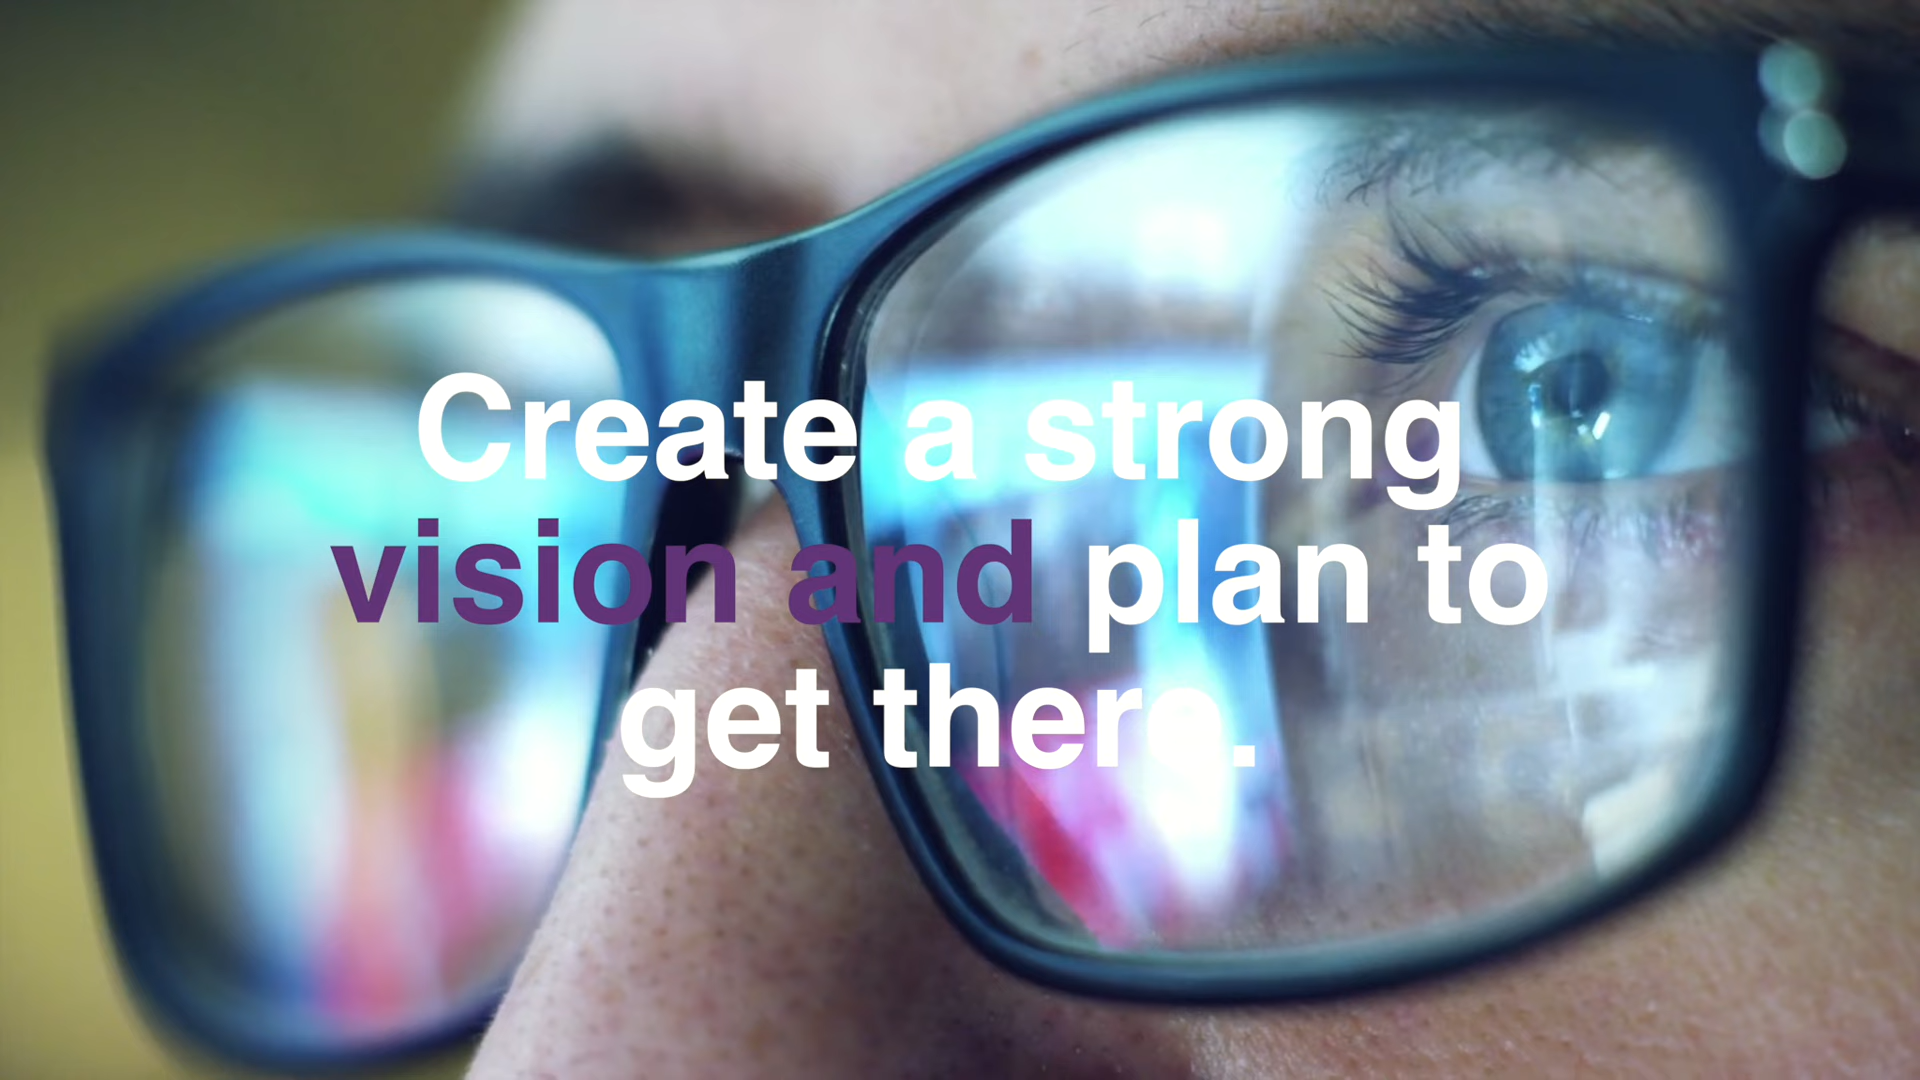 Create a strong
vision and plan to
get there.